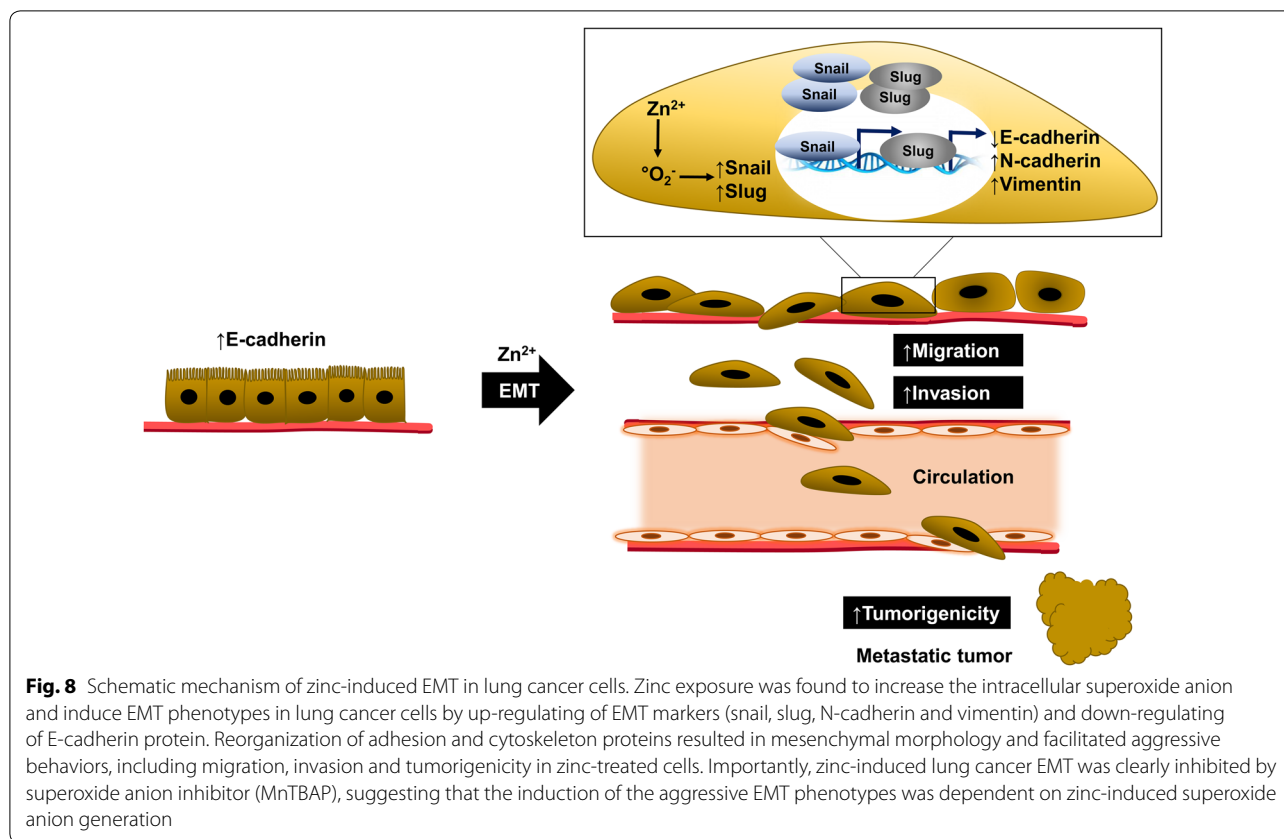 Snail
Slug
Snail
Slug
Zn²⁺
°O₂⁻
↑Snail
↑Slug
Snail
Slug
↓E-cadherin
↑N-cadherin
↑Vimentin
↑E-cadherin
Zn²⁺
EMT
↑Migration
↑Invasion
Circulation
↑Tumorigenicity
Metastatic tumor
Fig. 8 Schematic mechanism of zinc-induced EMT in lung cancer cells. Zinc exposure was found to increase the intracellular superoxide anion
and induce EMT phenotypes in lung cancer cells by up-regulating of EMT markers (snail, slug, N-cadherin and vimentin) and down-regulating
of E-cadherin protein. Reorganization of adhesion and cytoskeleton proteins resulted in mesenchymal morphology and facilitated aggressive
behaviors, including migration, invasion and tumorigenicity in zinc-treated cells. Importantly, zinc-induced lung cancer EMT was clearly inhibited by
superoxide anion inhibitor (MnTBAP), suggesting that the induction of the aggressive EMT phenotypes was dependent on zinc-induced superoxide
anion generation